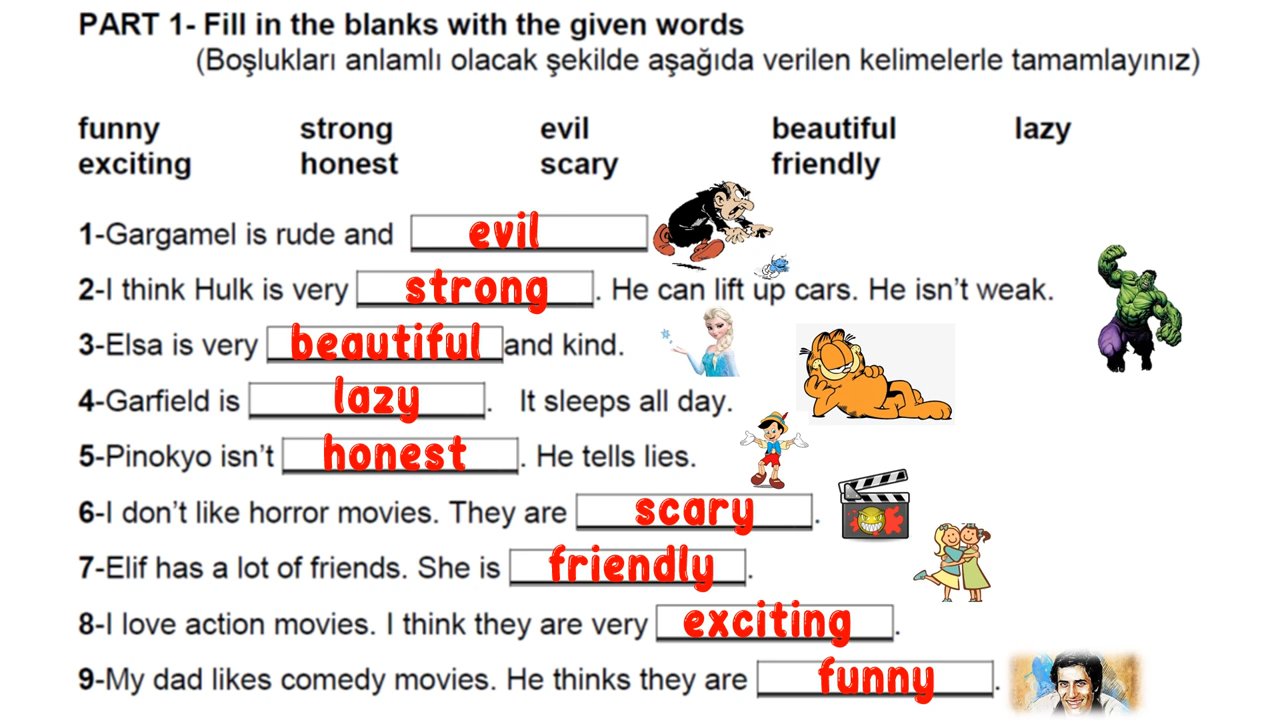 PART 1- Fill in the blanks with the given words
(Boşlukları anlamlı olacak şekilde aşağıda verilen kelimelerle tamamlayınız)
funny strong evil beautiful lazy
exciting honest scary friendly
1-Gargamel is rude and evil
2-I think Hulk is very strong. He can lift up cars. He isn't weak.
3-Elsa is very beautiful and kind.
4-Garfield is lazy. It sleeps all day.
5-Pinokyo isn't honest. He tells lies.
6-I don't like horror movies. They are scary.
7-Elif has a lot of friends. She is friendly.
8-I love action movies. I think they are very exciting.
9-My dad likes comedy movies. He thinks they are funny.